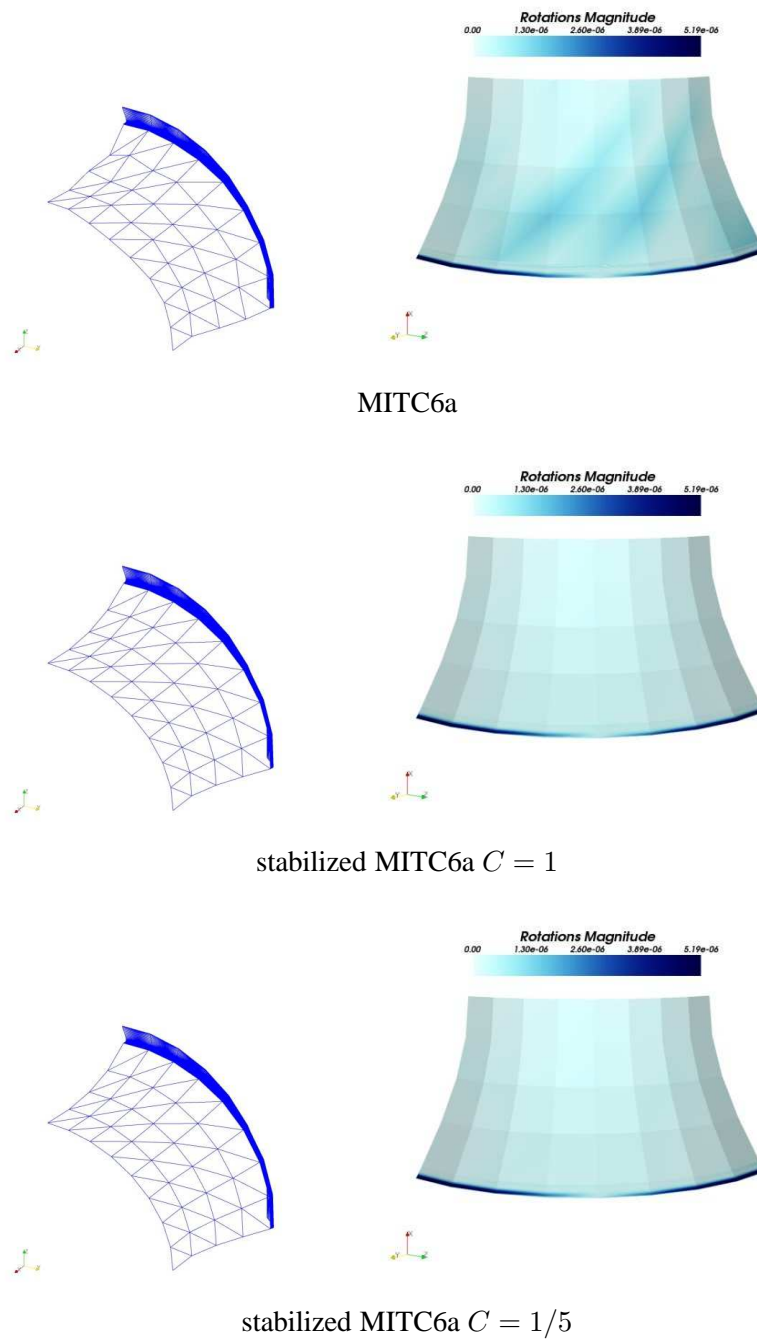 Rotations Magnitude
0.00 1.30e-06 2.60e-06 3.89e-06 5.19e-06
MITC6a
Rotations Magnitude
0.00 1.30e-06 2.60e-06 3.89e-06 5.19e-06
stabilized MITC6a C = 1
Rotations Magnitude
0.00 1.30e-06 2.60e-06 3.89e-06 5.19e-06
stabilized MITC6a C = 1/5